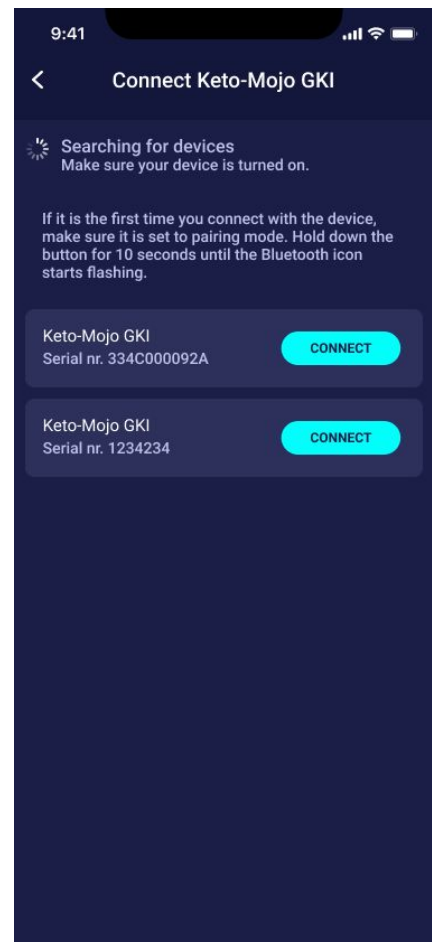 9:41
Connect Keto-Mojo GKI
Searching for devices
Make sure your device is turned on.
If it is the first time you connect with the device,
make sure it is set to pairing mode. Hold down the
button for 10 seconds until the Bluetooth icon
starts flashing.
Keto-Mojo GKI
Serial nr. 334C000092A
CONNECT
Keto-Mojo GKI
Serial nr. 1234234
CONNECT